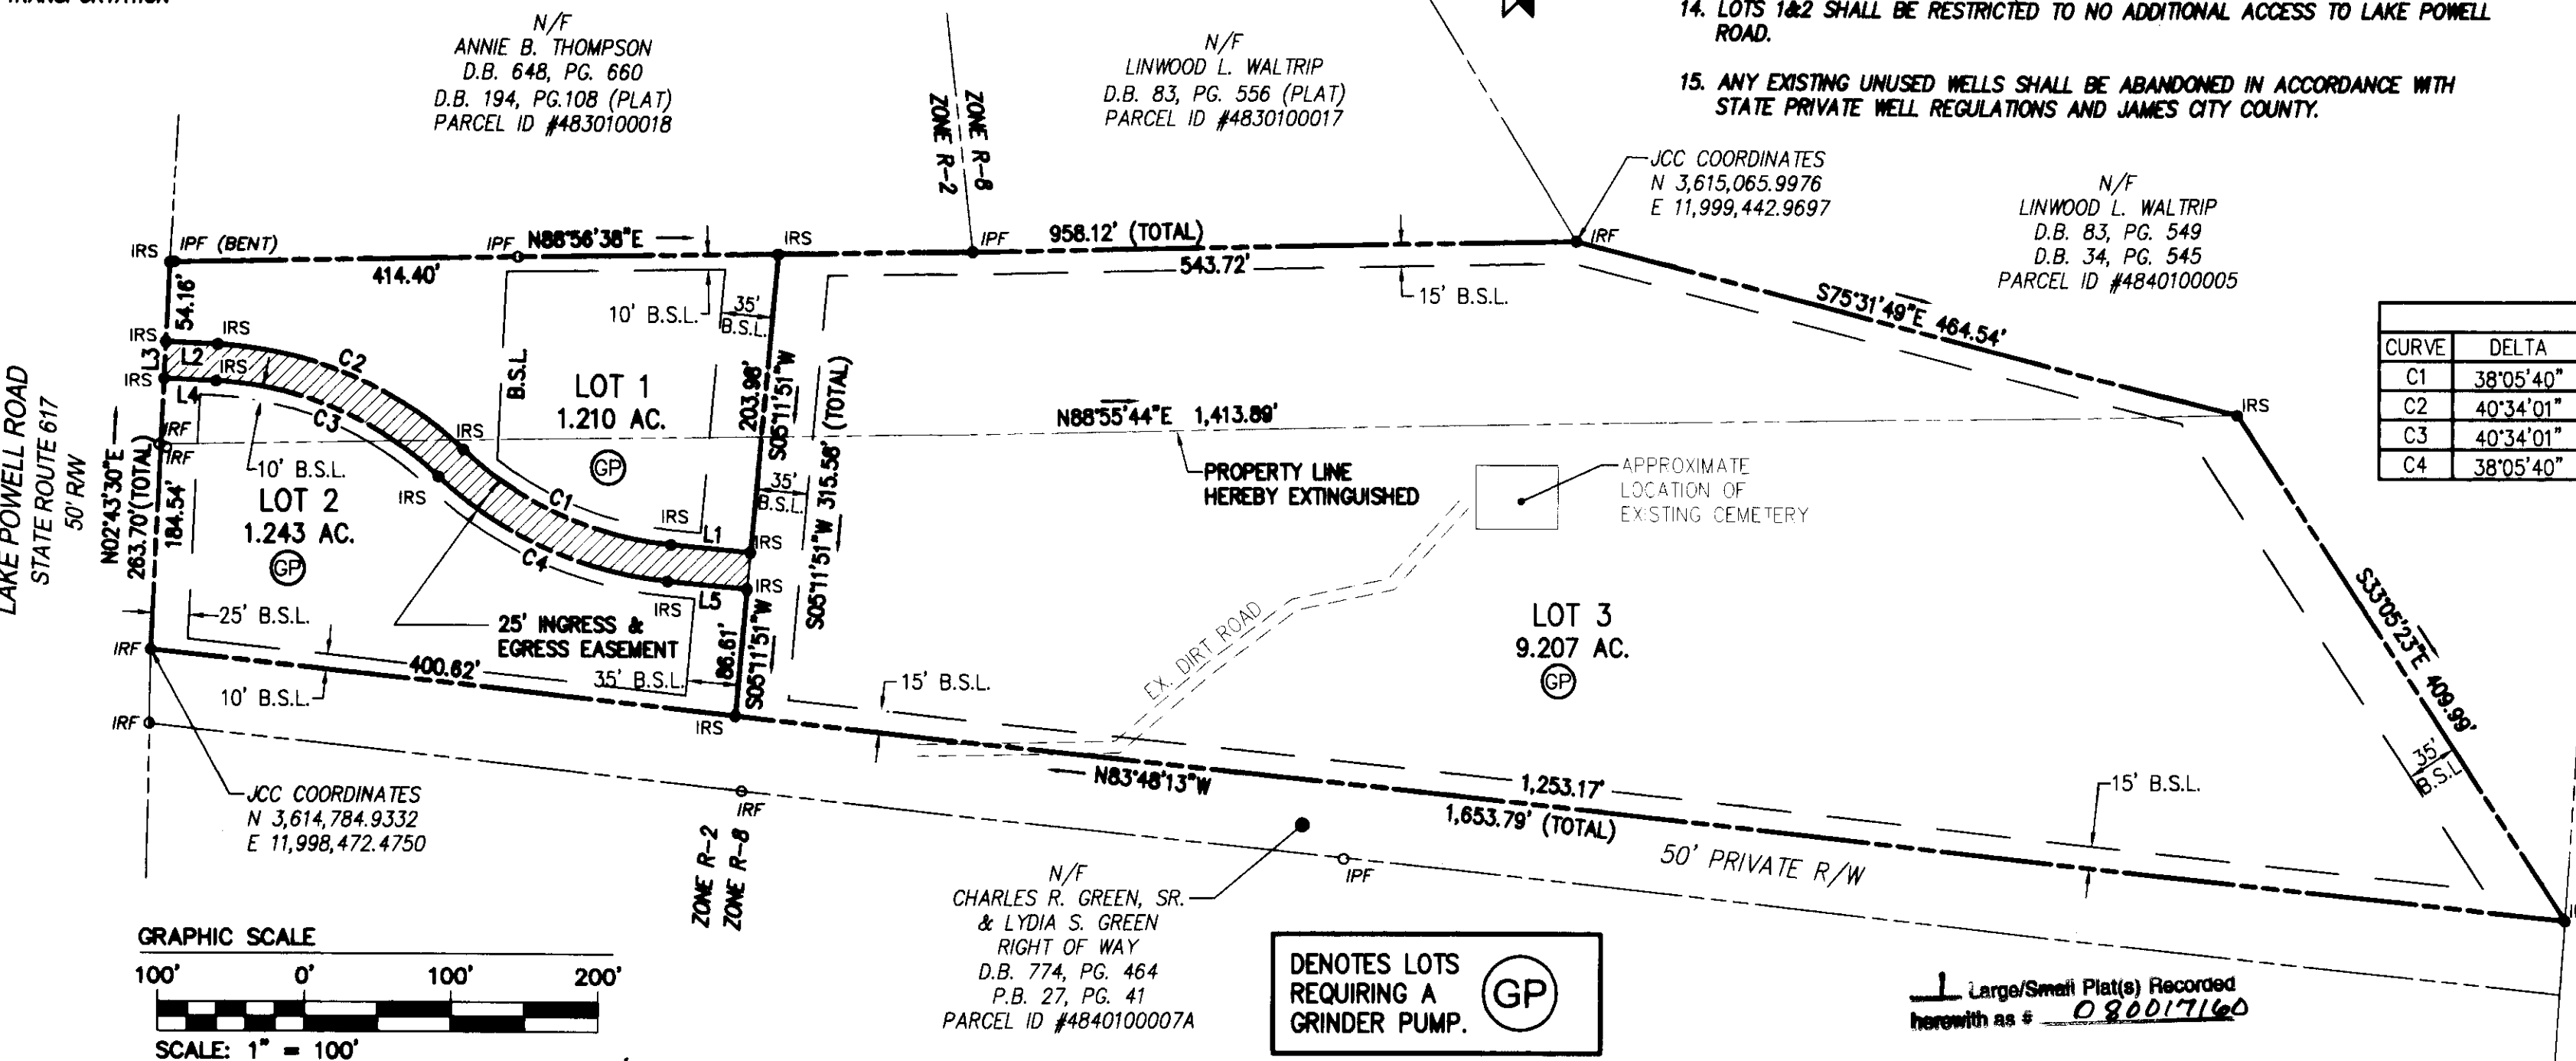 14. LOTS 1&2 SHALL BE RESTRICTED TO NO ADDITIONAL ACCESS TO LAKE POWELL
ROAD.
15. ANY EXISTING UNUSED WELLS SHALL BE ABANDONED IN ACCORDANCE WITH
STATE PRIVATE WELL REGULATIONS AND JAMES CITY COUNTY.
N/F
ANNIE B. THOMPSON
D.B. 648, PG. 660
D.B. 194, PG.108 (PLAT)
PARCEL ID #4830100018
ZONE R-2
ZONE R-8
N/F
LINWOOD L. WALTRIP
D.B. 83, PG. 556 (PLAT)
PARCEL ID #4830100017
JCC COORDINATES
N 3,615,065.9976
E 11,999,442.9697
N/F
LINWOOD L. WALTRIP
D.B. 83, PG. 549
D.B. 34, PG. 545
PARCEL ID #4840100005
IRS
IPF (BENT)
IPF
N88°56'38"E
IRS
IPF
958.12' (TOTAL)
IRF
414.40'
543.72'
54.16'
10' B.S.L.
35'
B.S.L.
15' B.S.L.
S75°31'49"E 464.54'
CURVE DELTA
C1 38°05'40"
C2 40°34'01"
C3 40°34'01"
C4 38°05'40"
IRS
IRS
L3
L2
IRS
C2
B.S.L.
LOT 1
1.210 AC.
GP
203.98'
S05°11'51"W
S05°11'51"W 315.58' (TOTAL)
IRS
L4
C3
IRF
IRF
10' B.S.L.
IRS
IRS
N88°55'44"E 1,413.89'
IRS
PROPERTY LINE
HEREBY EXTINGUISHED
APPROXIMATE
LOCATION OF
EXISTING CEMETERY
LAKE POWELL ROAD
STATE ROUTE 617
50' R/W
N02°43'30"E
263.70'(TOTAL)
184.54'
LOT 2
1.243 AC.
GP
C1
C4
IRS
L1
IRS
35'
B.S.L.
IRS
L5
IRS
25' B.S.L.
25' INGRESS &
EGRESS EASEMENT
86.61'
S05°11'51"W
EX. DIRT ROAD
LOT 3
9.207 AC.
GP
S33°05'23"E 409.99'
35'
B.S.L.
IRF
400.62'
35' B.S.L.
10' B.S.L.
15' B.S.L.
IRF
IRS
N83°48'13"W
1,253.17'
1,653.79' (TOTAL)
15' B.S.L.
JCC COORDINATES
N 3,614,784.9332
E 11,998,472.4750
IRF
ZONE R-2
ZONE R-8
IPF
50' PRIVATE R/W
N/F
CHARLES R. GREEN, SR.
& LYDIA S. GREEN
RIGHT OF WAY
D.B. 774, PG. 464
P.B. 27, PG. 41
PARCEL ID #4840100007A
GRAPHIC SCALE
100' 0' 100' 200'
SCALE: 1" = 100'
DENOTES LOTS
REQUIRING A
GRINDER PUMP.
GP
1 Large/Small Plat(s) Recorded
herewith as # 080017160